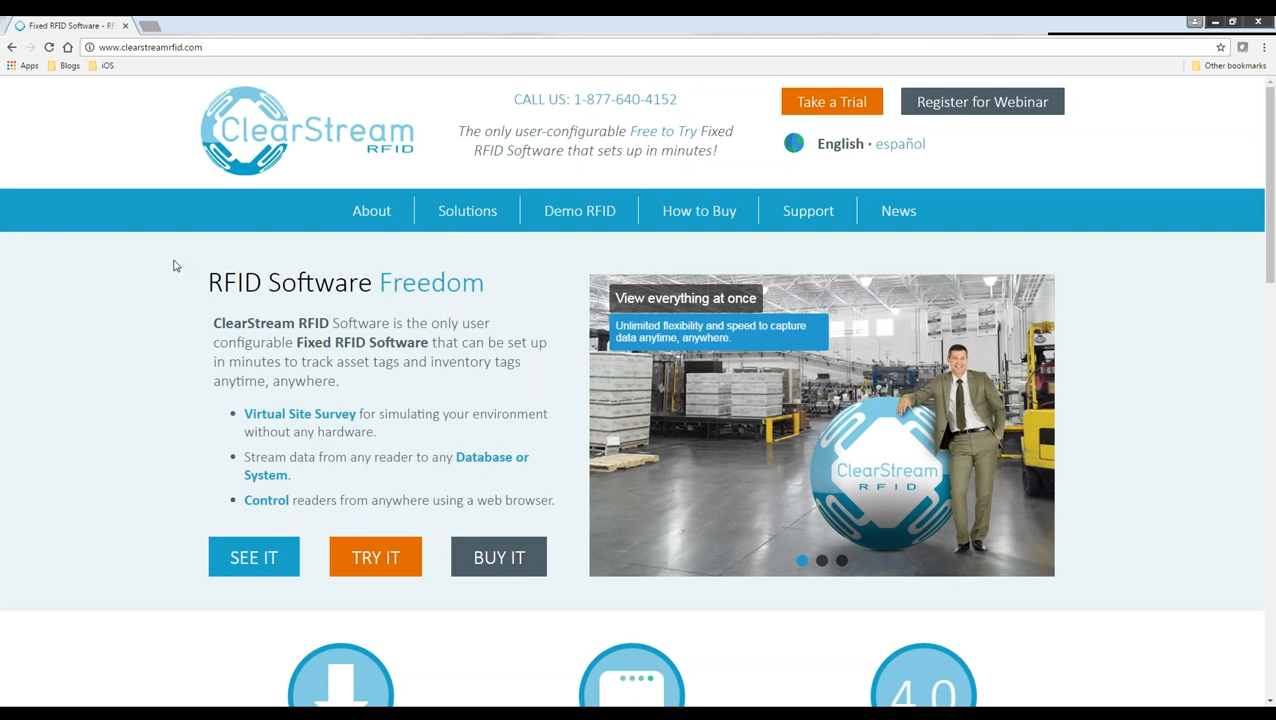 Fixed RFID Software - RF
www.clearstreamrfid.com
Apps Blogs iOS Other bookmarks
ClearStream
RFID
CALL US: 1-877-640-4152
The only user-configurable Free to Try Fixed
RFID Software that sets up in minutes!
Take a Trial
Register for Webinar
English · español
About Solutions Demo RFID How to Buy Support News
RFID Software Freedom
ClearStream RFID Software is the only user
configurable Fixed RFID Software that can be set up
in minutes to track asset tags and inventory tags
anytime, anywhere.
• Virtual Site Survey for simulating your environment
without any hardware.
• Stream data from any reader to any Database or
System.
• Control readers from anywhere using a web browser.
SEE IT TRY IT BUY IT
View everything at once
Unlimited flexibility and speed to capture
data anytime, anywhere.
ClearStream
RFID
4.0